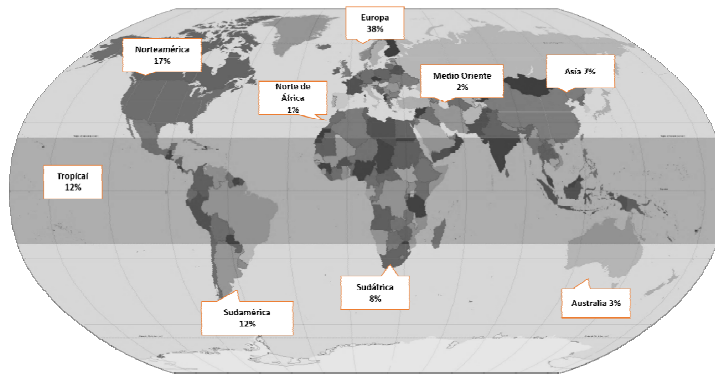 Europa
38%
Norteamérica
17%
Medio Oriente
2%
Asia 7%
Norte de
África
1%
Tropical
12%
Sudáfrica
8%
Sudamérica
12%
Australia 3%